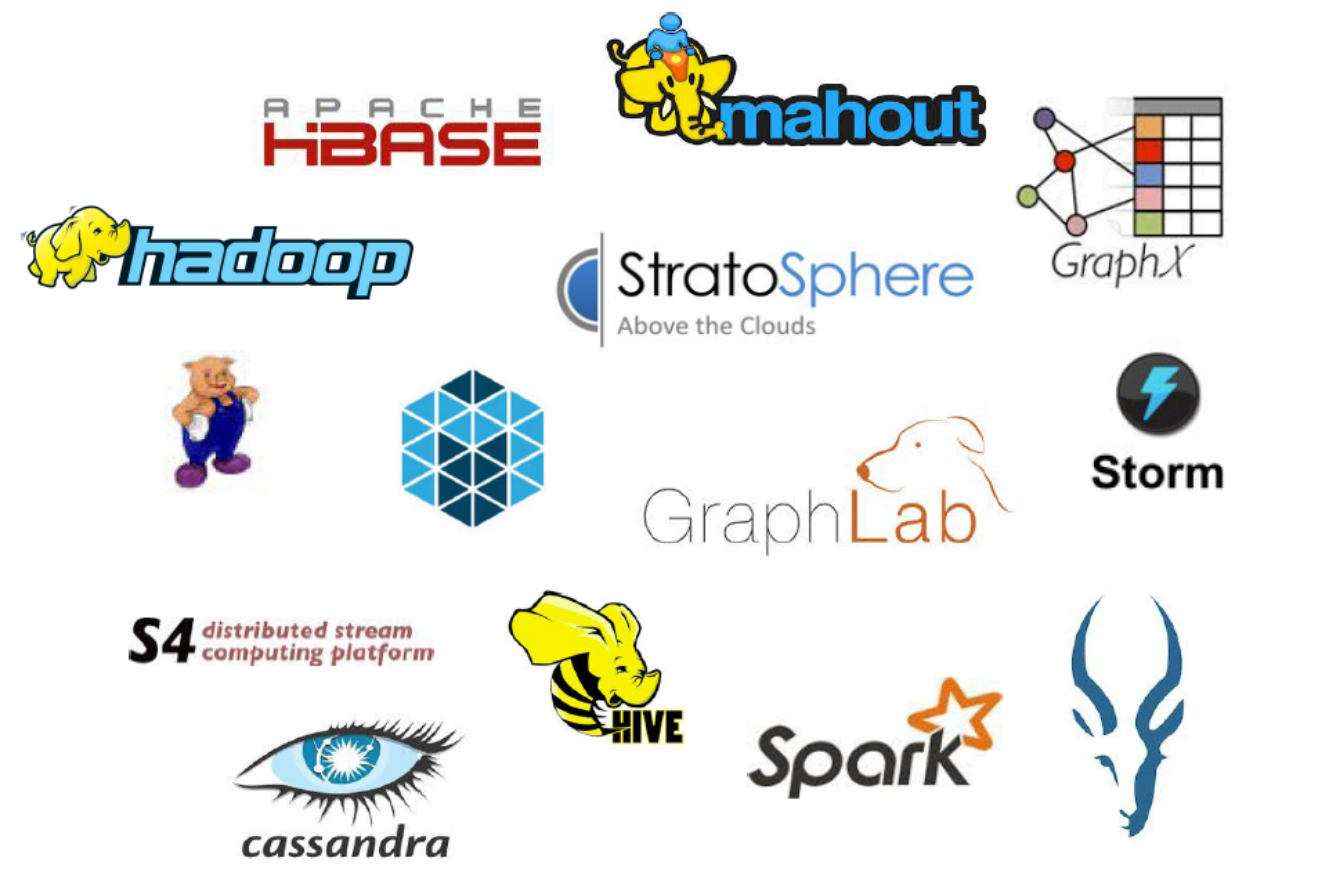 mahout
APACHE
HBASE
GraphX
hadoop
StratoSphere
Above the Clouds
Storm
GraphLab
S4 distributed stream
computing platform
HIVE
Spark
cassandra